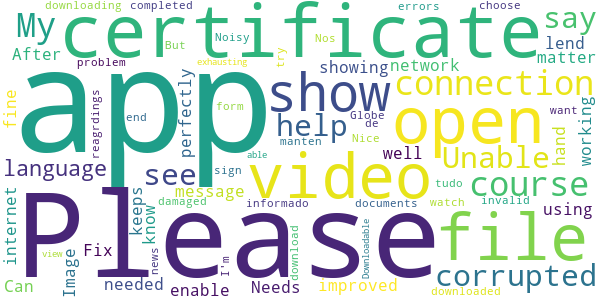 downloading completed errors choose
My certificate say
After But Noisy Nos try lend
problem exhausting showing network matter
app show connection
fine reagrdings end perfectly form Globe de want
help open working
manten Nice hand
language able well Unable
see sign video course
message tudo
Please file
internet keeps know damaged informado documents watch invalid using
Image Fix news I'm download Downloadable
view corrupted
Can needed enable Needs improved downloaded